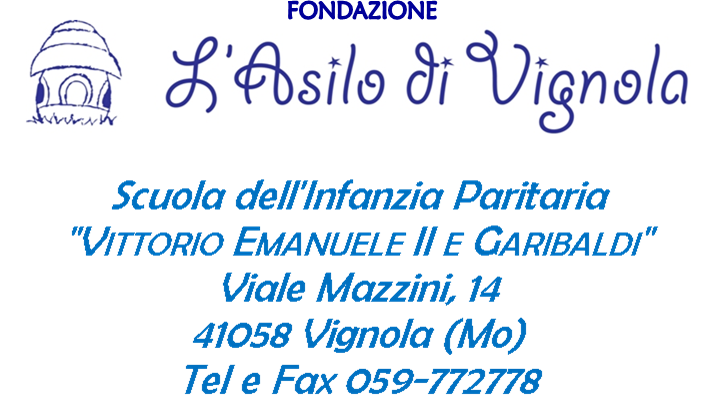 FONDAZIONE
L'Asilo di Vignola
Scuola dell'Infanzia Paritaria
"VITTORIO EMANUELE II E GARIBALDI"
Viale Mazzini, 14
41058 Vignola (Mo)
Tel e Fax 059-772778